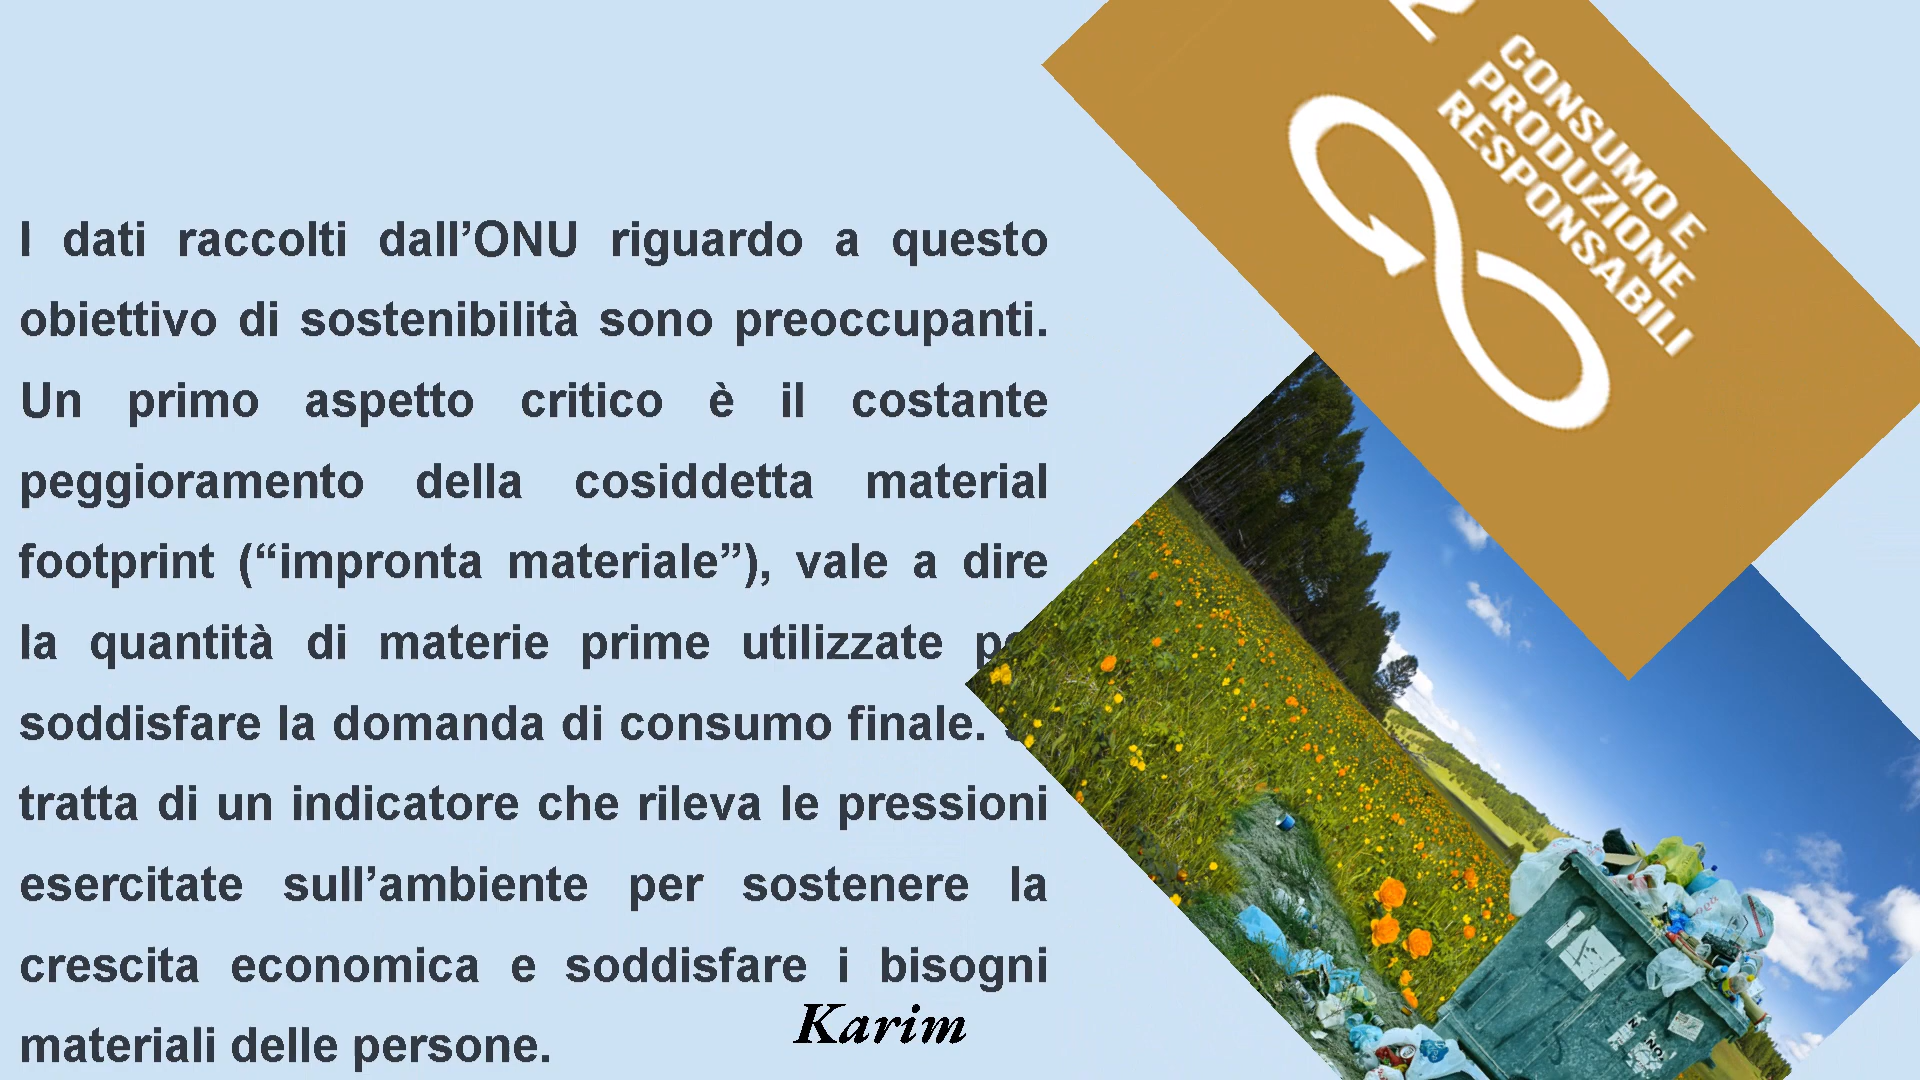 I dati raccolti dall’ONU riguardo a questo
obiettivo di sostenibilità sono preoccupanti.
Un primo aspetto critico è il costante
peggioramento della cosiddetta material
footprint (“impronta materiale”), vale a dire
la quantità di materie prime utilizzate
soddisfare la domanda di consumo finale.
tratta di un indicatore che rileva le pressioni
esercitate sull’ambiente per sostenere la
crescita economica e soddisfare i bisogni
materiali delle persone.
Karim
2
CONSUMO E
PRODUZIONE
RESPONSABILI